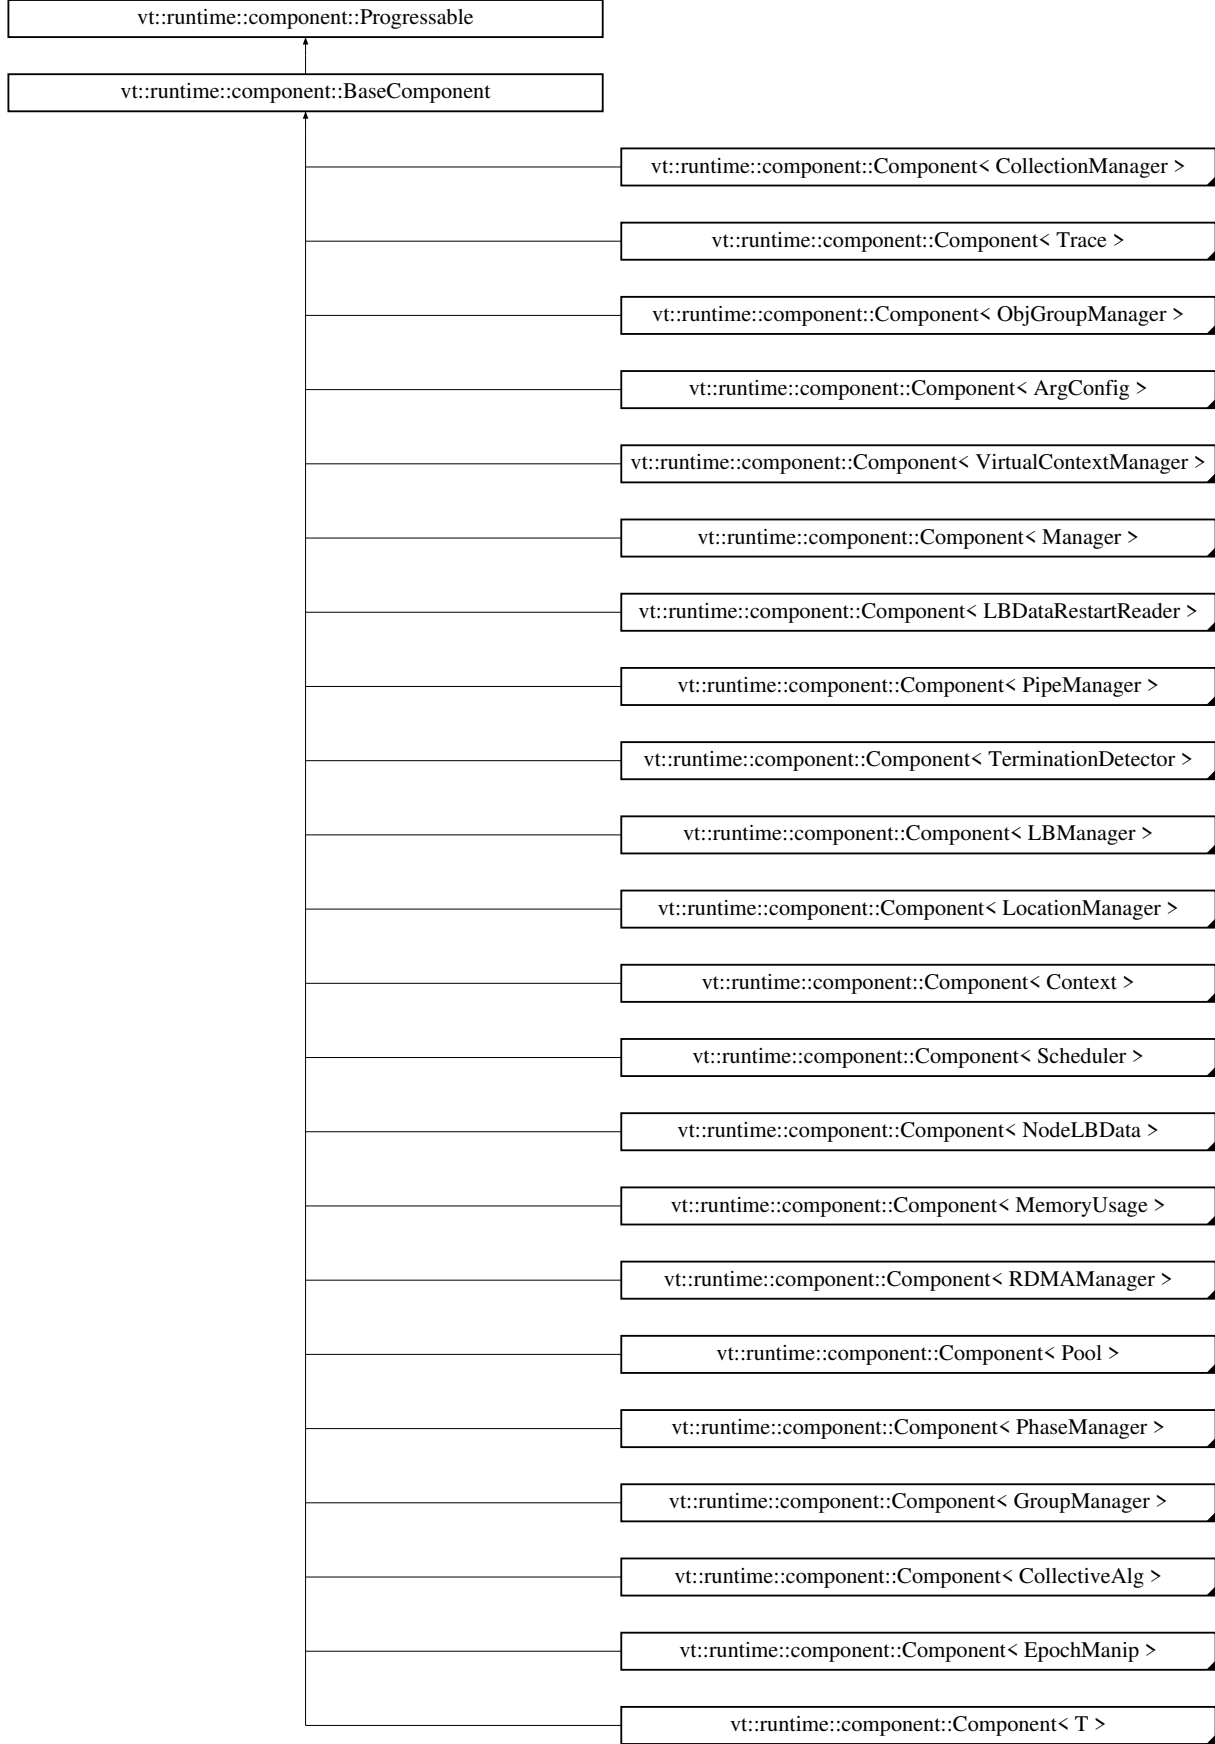 vt::runtime::component::Progressable
vt::runtime::component::BaseComponent
vt::runtime::component::Component< CollectionManager >
vt::runtime::component::Component< Trace >
vt::runtime::component::Component< ObjGroupManager >
vt::runtime::component::Component< ArgConfig >
vt::runtime::component::Component< VirtualContextManager >
vt::runtime::component::Component< Manager >
vt::runtime::component::Component< LBDataRestartReader >
vt::runtime::component::Component< PipeManager >
vt::runtime::component::Component< TerminationDetector >
vt::runtime::component::Component< LBManager >
vt::runtime::component::Component< LocationManager >
vt::runtime::component::Component< Context >
vt::runtime::component::Component< Scheduler >
vt::runtime::component::Component< NodeLBData >
vt::runtime::component::Component< MemoryUsage >
vt::runtime::component::Component< RDMAManager >
vt::runtime::component::Component< Pool >
vt::runtime::component::Component< PhaseManager >
vt::runtime::component::Component< GroupManager >
vt::runtime::component::Component< CollectiveAlg >
vt::runtime::component::Component< EpochManip >
vt::runtime::component::Component< T >